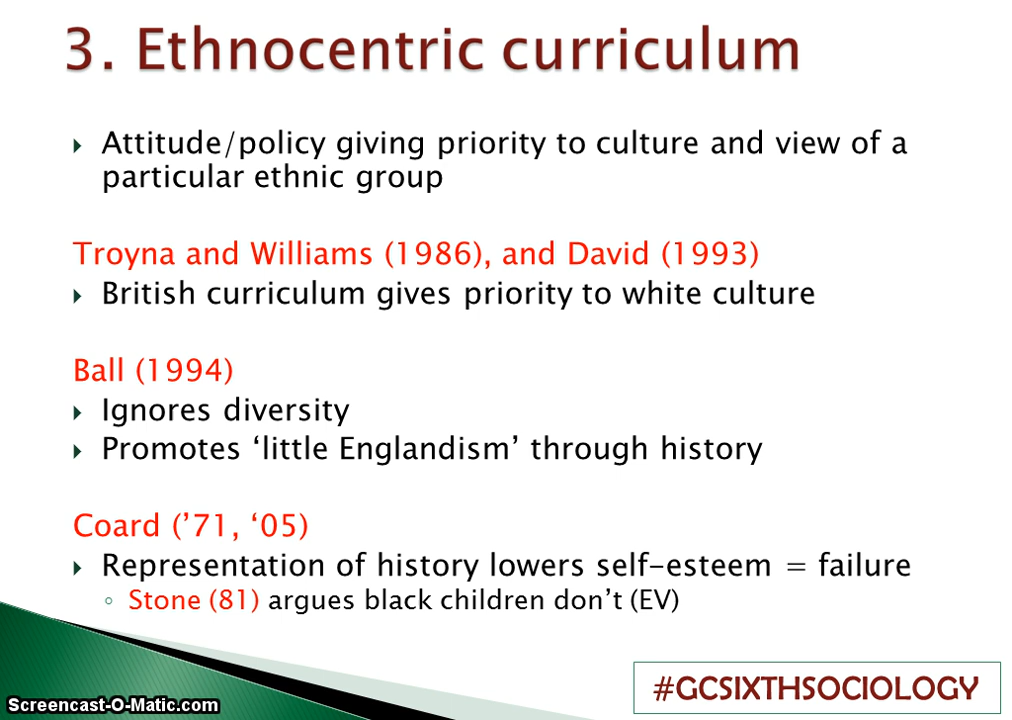 3. Ethnocentric curriculum
Attitude/policy giving priority to culture and view of a
particular ethnic group
Troyna and Williams (1986), and David (1993)
British curriculum gives priority to white culture
Ball (1994)
Ignores diversity
Promotes ‘little Englandism’ through history
Coard (’71, ‘05)
Representation of history lowers self-esteem = failure
Stone (81) argues black children don’t (EV)
#GCSIXTHSOCIOLOGY
Screencast-O-Matic.com